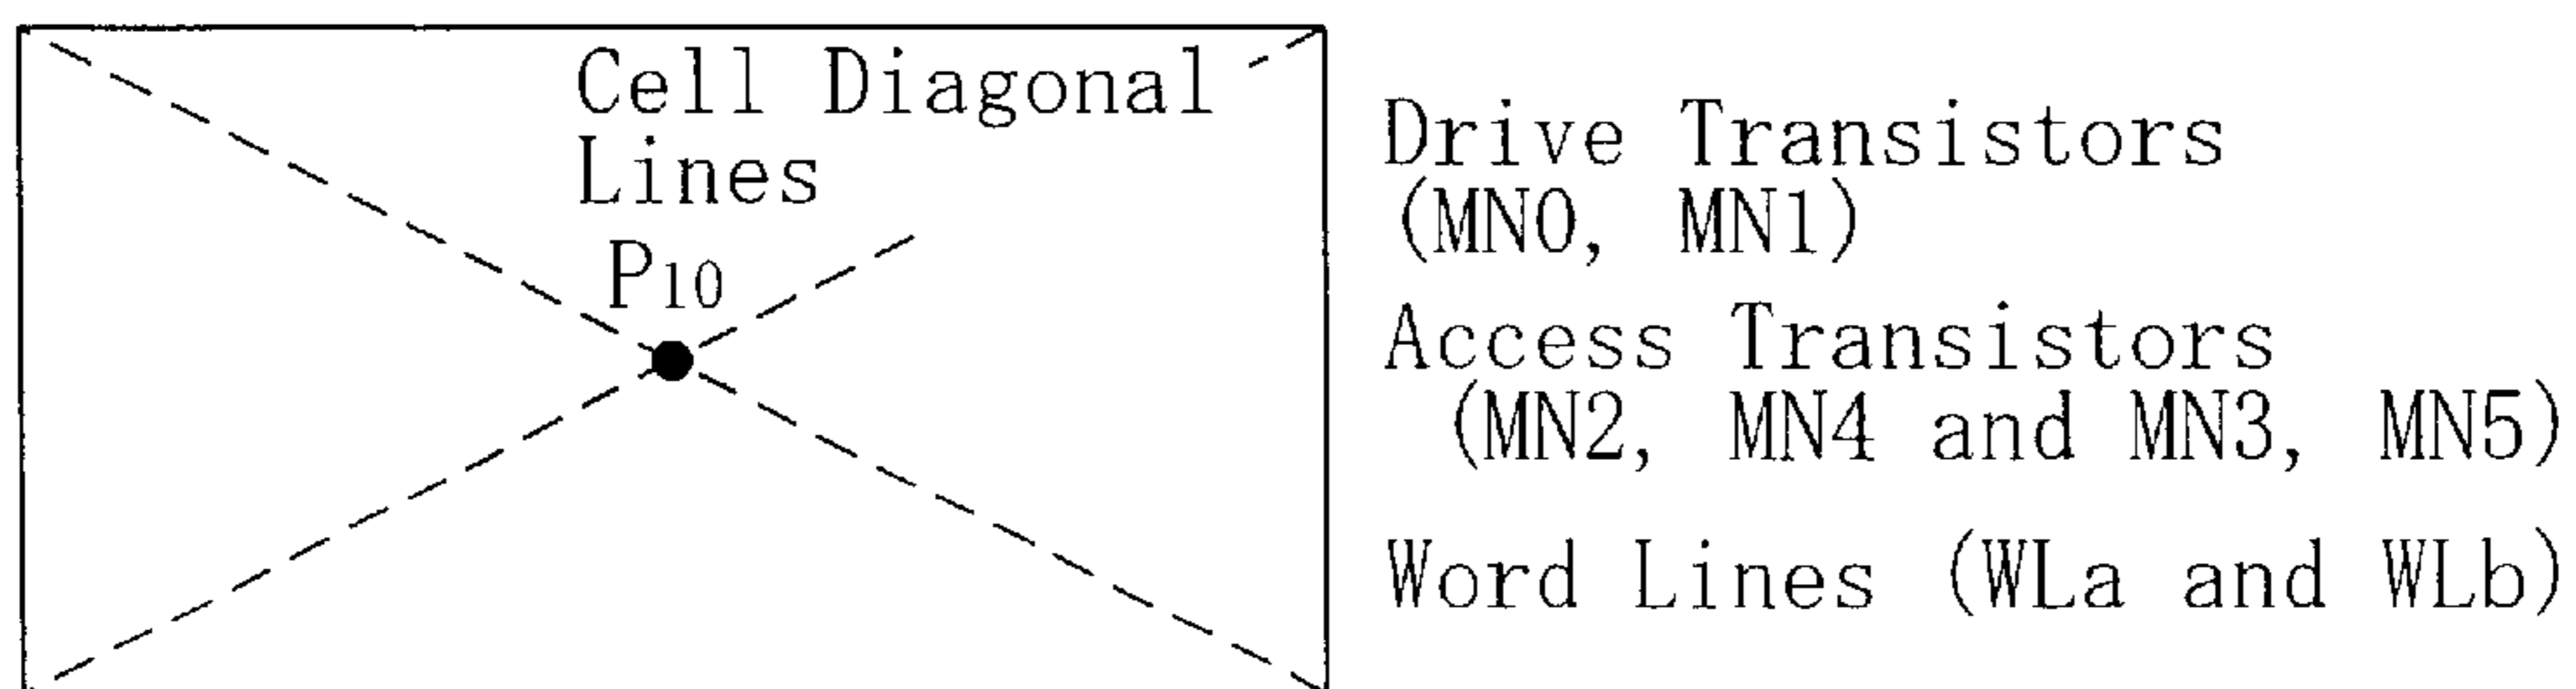 Cell Diagonal
Lines
P10
Drive Transistors
(MN0, MN1)
Access Transistors
(MN2, MN4 and MN3, MN5)
Word Lines (WLa and WLb)